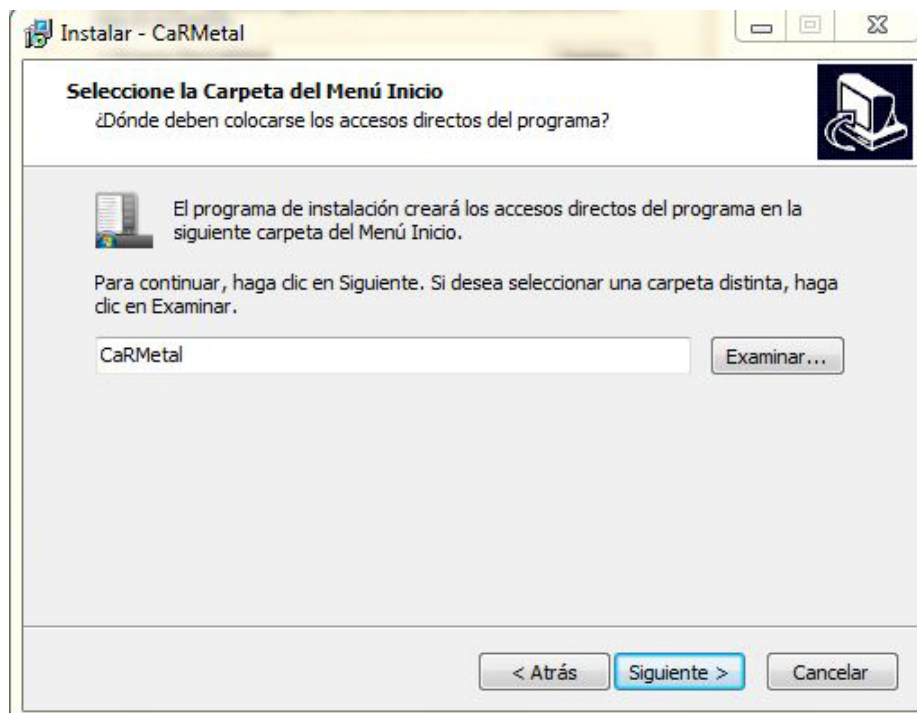 Instalar - CaRMetal
Seleccione la Carpeta del Menú Inicio
¿Dónde deben colocarse los accesos directos del programa?
El programa de instalación creará los accesos directos del programa en la
siguiente carpeta del Menú Inicio.
Para continuar, haga clic en Siguiente. Si desea seleccionar una carpeta distinta, haga
clic en Examinar.
CaRMetal
Examinar...
< Atrás
Siguiente >
Cancelar